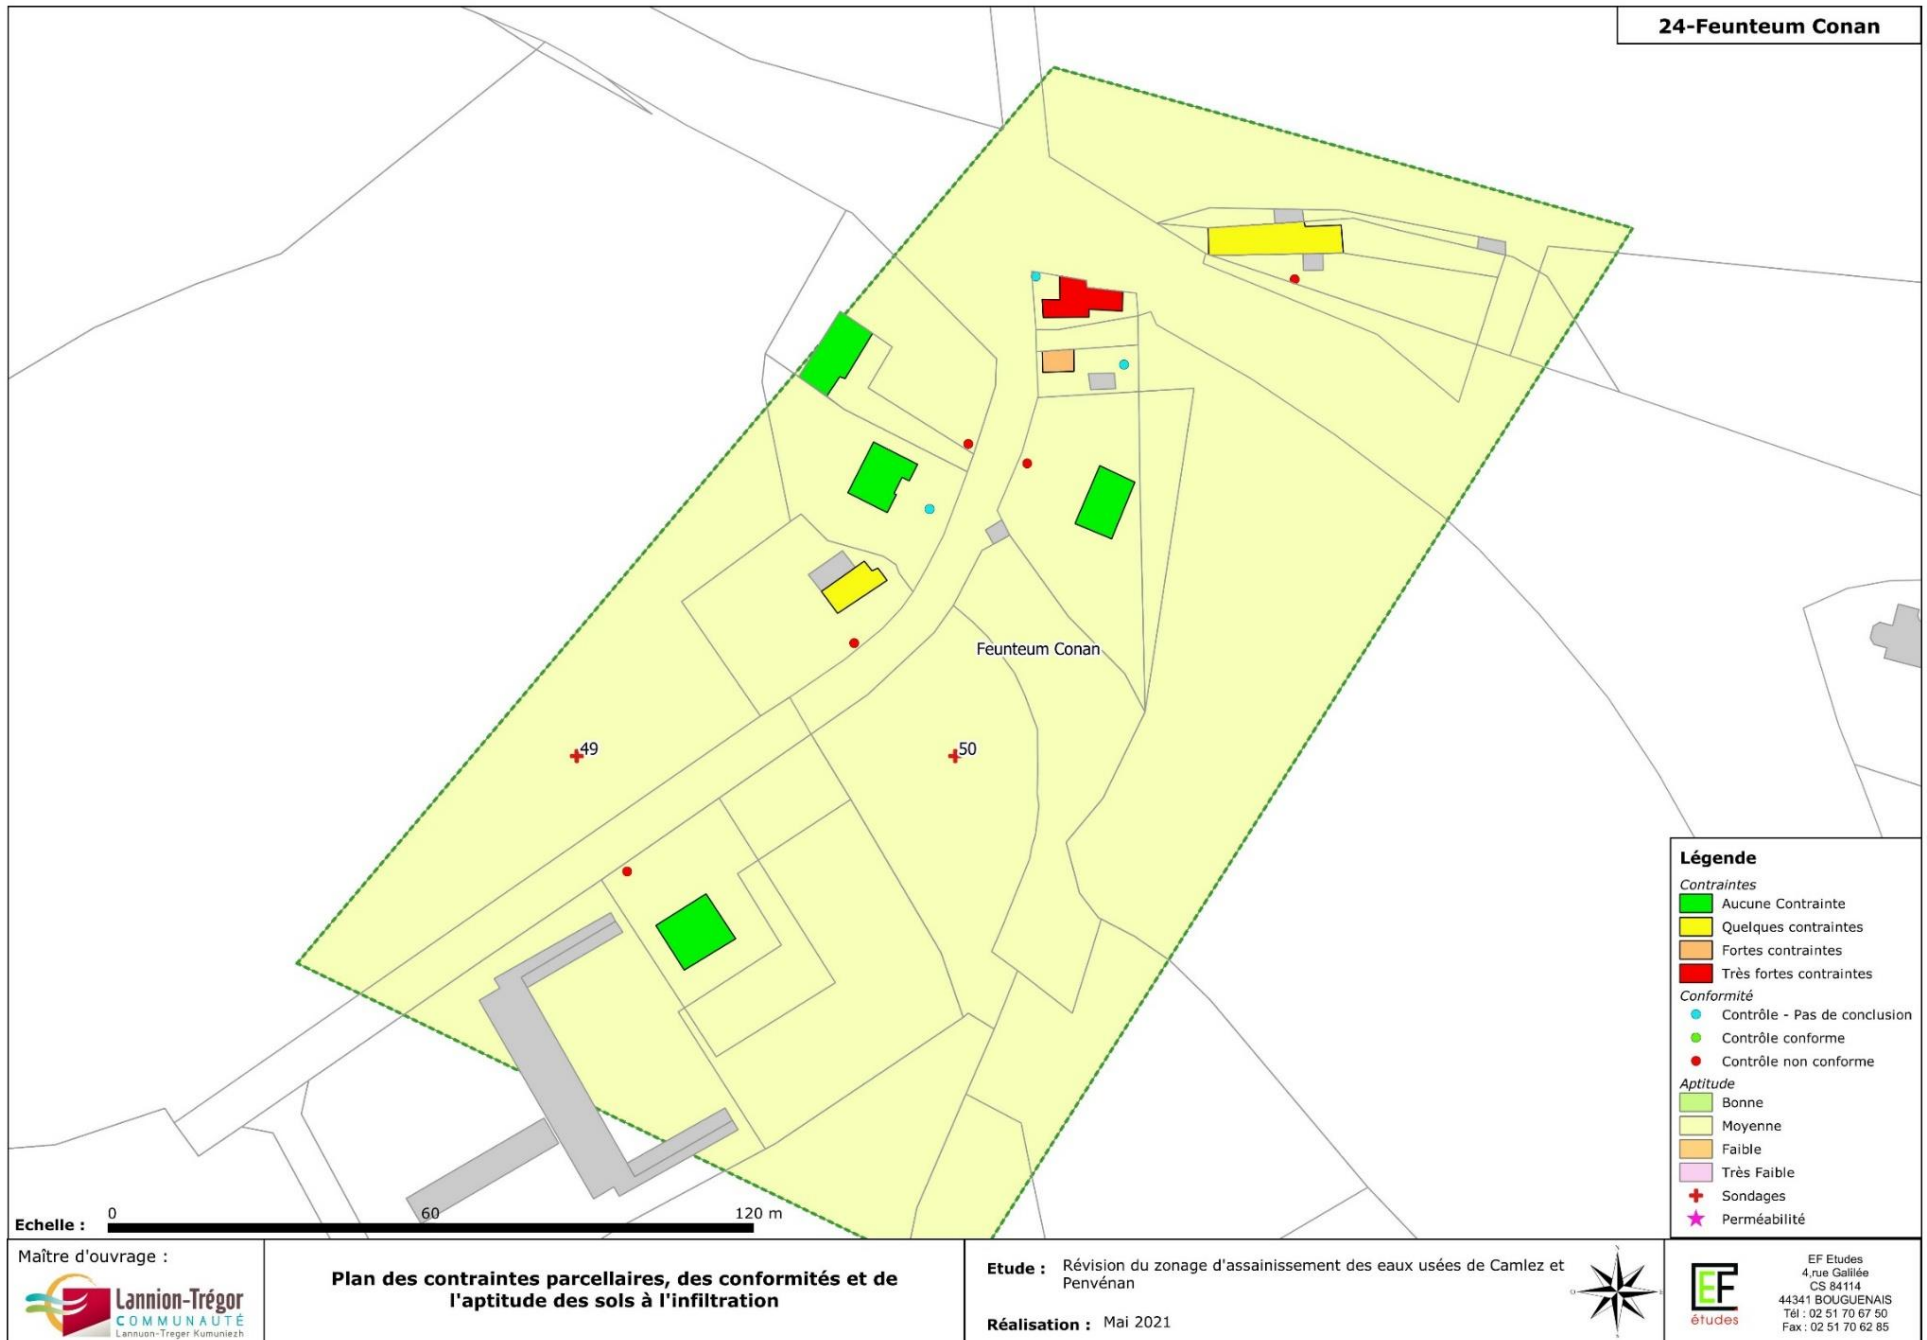 24-Feunteum Conan
Feunteum Conan
49
50
Légende
Contraintes
Aucune Contrainte
Quelques contraintes
Fortes contraintes
Très fortes contraintes
Conformité
Contrôle - Pas de conclusion
Contrôle conforme
Contrôle non conforme
Aptitude
Bonne
Moyenne
Faible
Très Faible
Sondages
Perméabilité
Echelle :
0 60 120 m
Maître d'ouvrage :
Lannion-Trégor
COMMUNAUTÉ
Lannuon-Treger Kumuniezh
Plan des contraintes parcellaires, des conformités et de
l'aptitude des sols à l'infiltration
Etude : Révision du zonage d'assainissement des eaux usées de Camlez et
Penvénan
Réalisation : Mai 2021
EF
études
EF Etudes
4,rue Galilée
CS 84114
44341 BOUGUENAIS
Tél : 02 51 70 67 50
Fax : 02 51 70 62 85